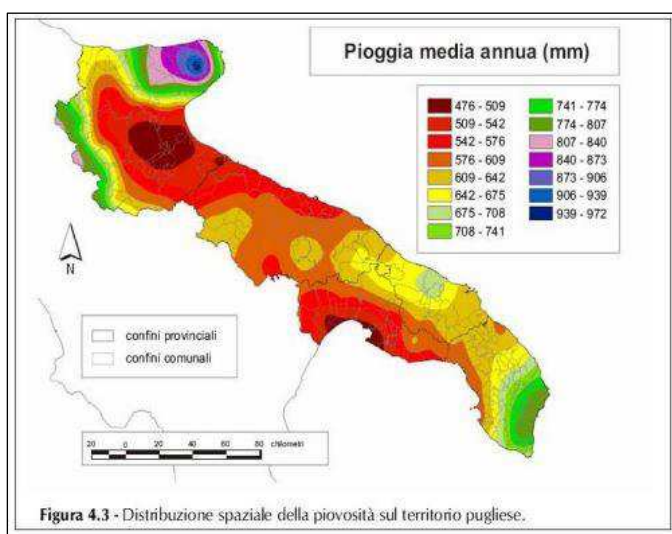 Pioggia media annua (mm)
476 - 509
509 - 542
542 - 576
576 - 609
609 - 642
642 - 675
675 - 708
708 - 741
741 - 774
774 - 807
807 - 840
840 - 873
873 - 906
906 - 939
939 - 972
N
confini provinciali
confini comunali
20 0 20 40 60 80 chilometri
Figura 4.3 - Distribuzione spaziale della piovosità sul territorio pugliese.